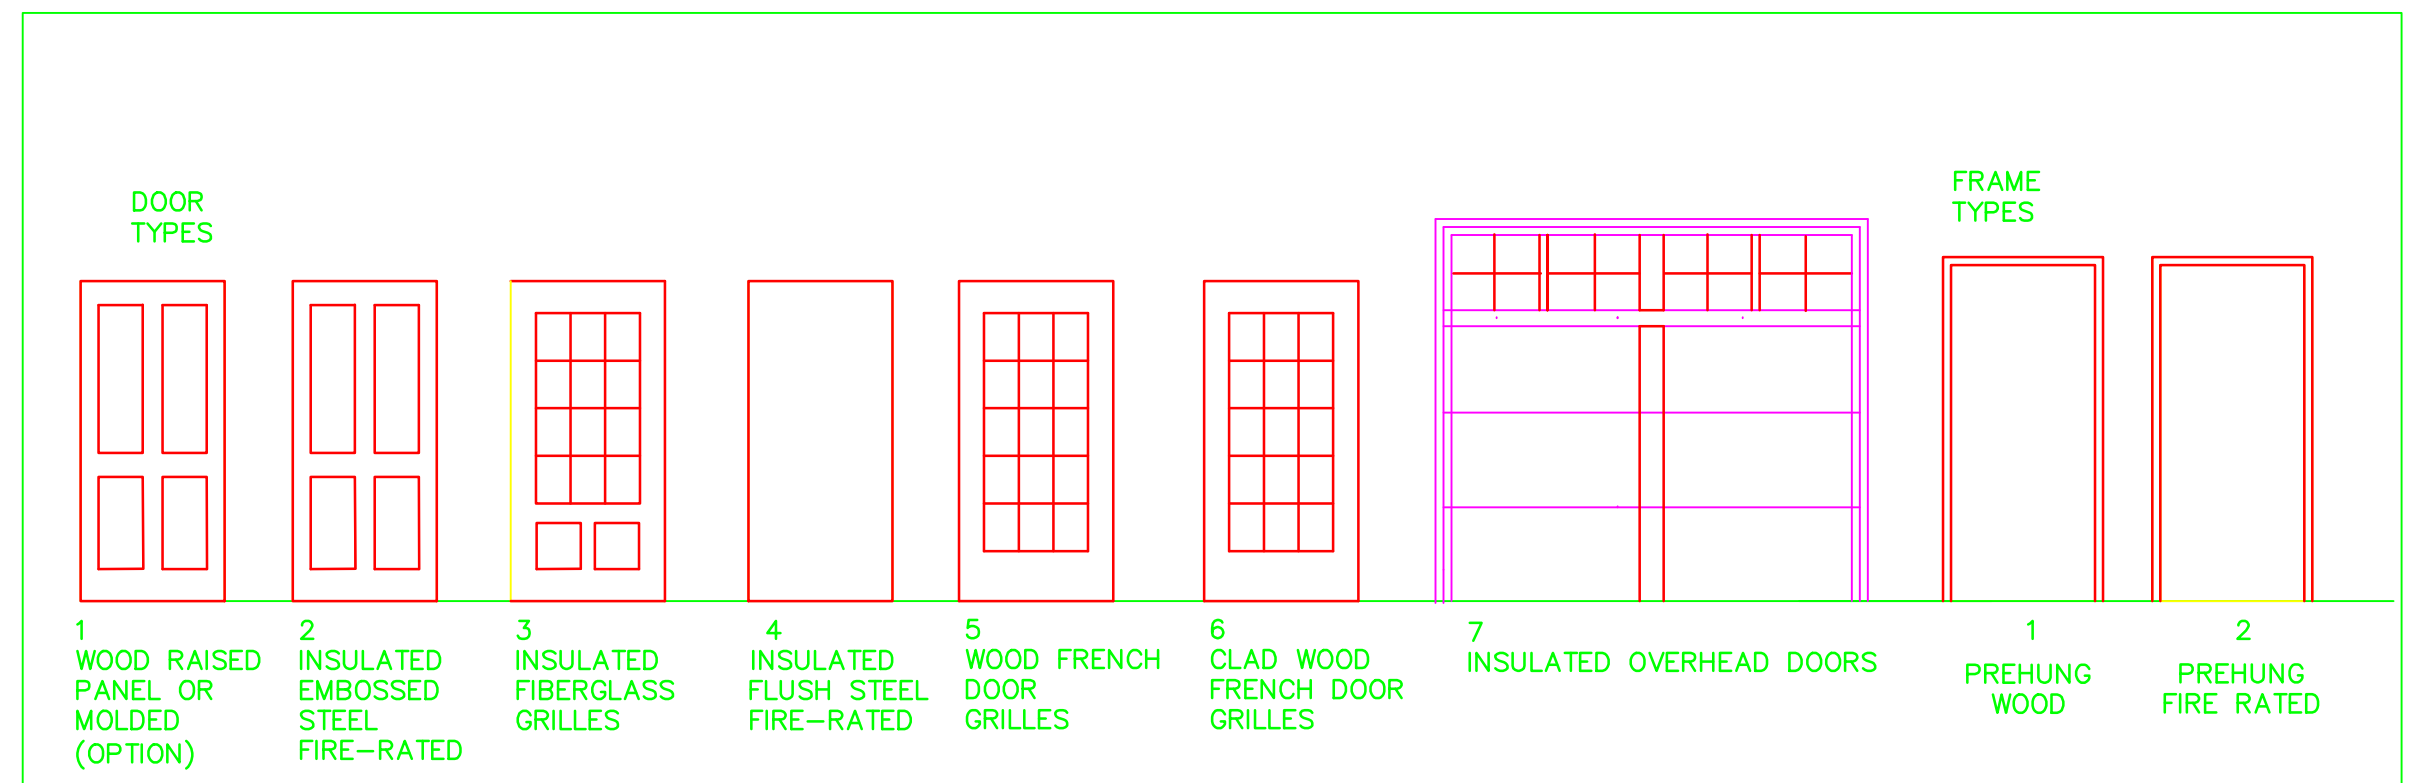 DOOR
TYPES
FRAME
TYPES
1
WOOD RAISED
PANEL OR
MOLDED
(OPTION)
2
INSULATED
EMBOSSED
STEEL
FIRE-RATED
3
INSULATED
FIBERGLASS
GRILLES
4
INSULATED
FLUSH STEEL
FIRE-RATED
5
WOOD FRENCH
DOOR
GRILLES
6
CLAD WOOD
FRENCH DOOR
GRILLES
7
INSULATED OVERHEAD DOORS
1
PREHUNG
WOOD
2
PREHUNG
FIRE RATED